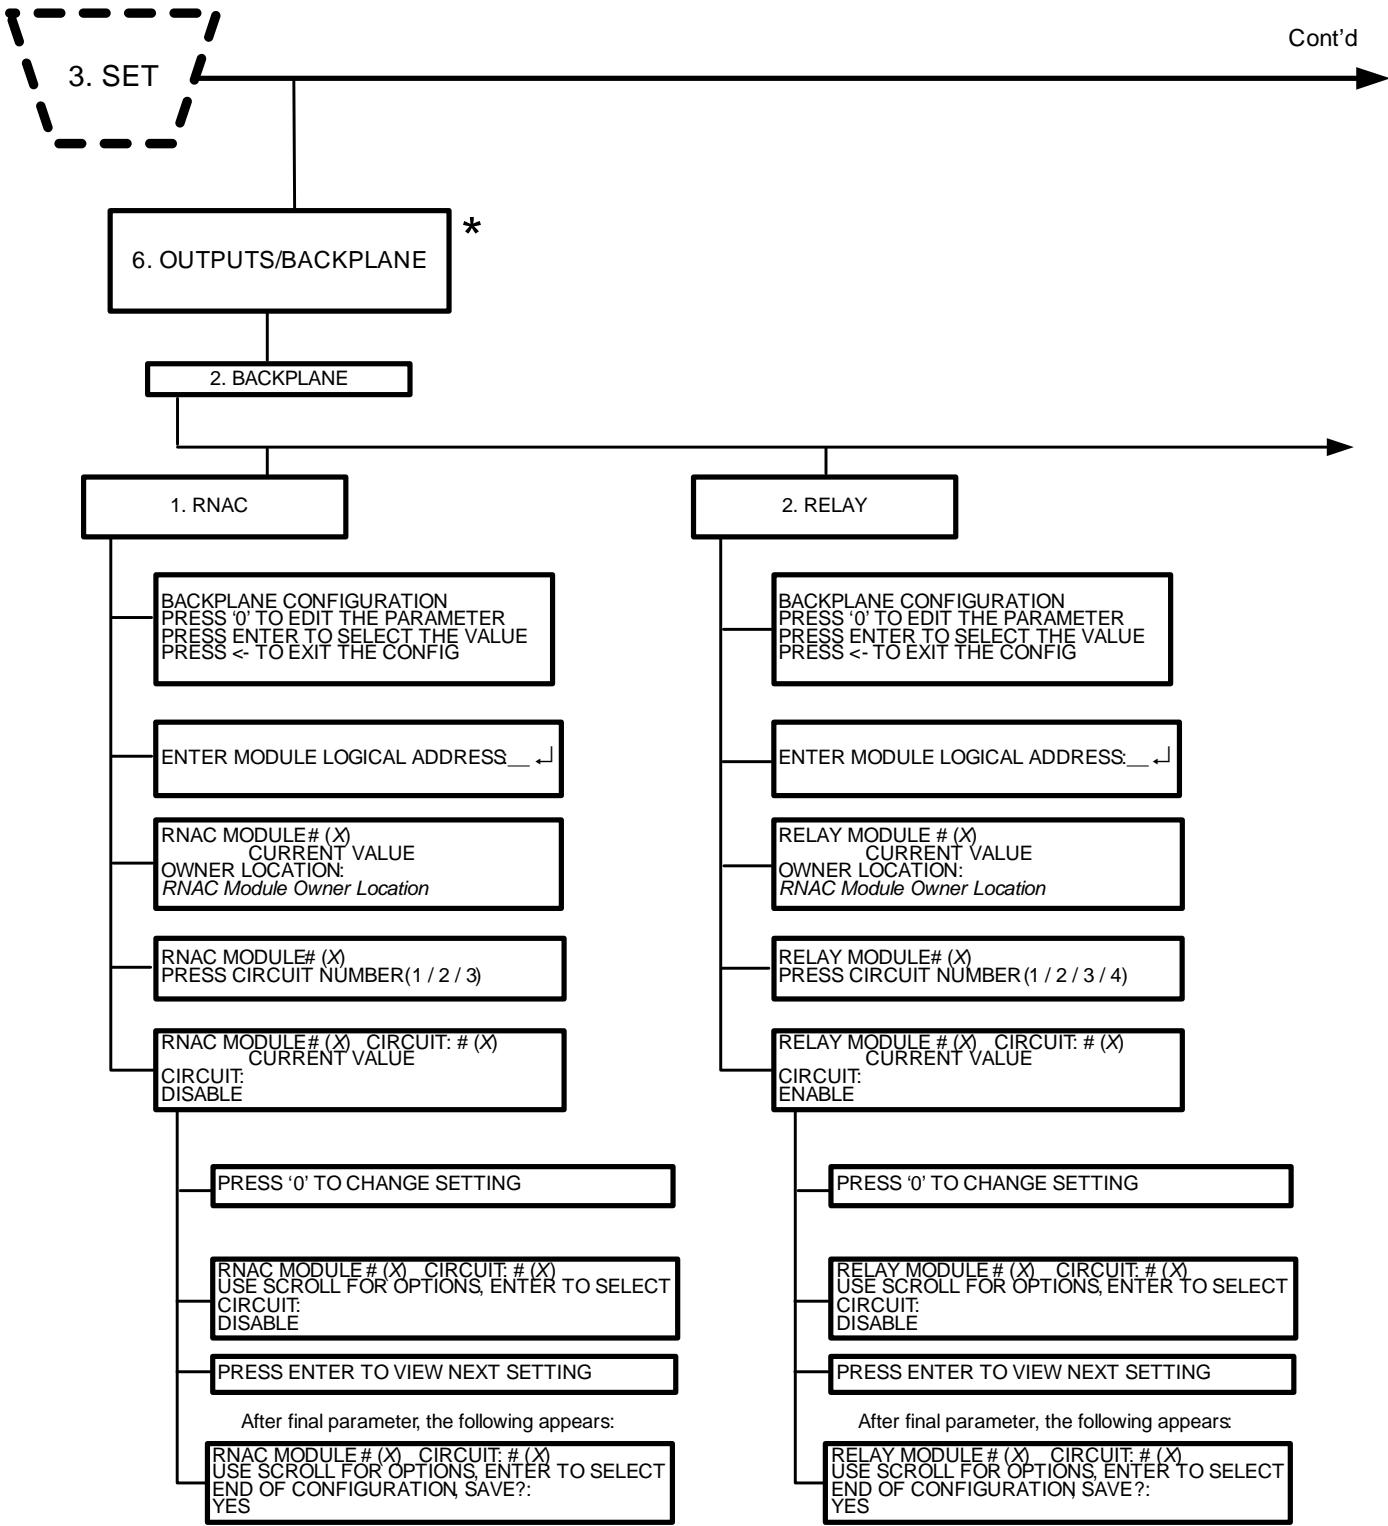 Cont’d
3. SET
*
6. OUTPUTS/BACKPLANE
2. BACKPLANE
1. RNAC
BACKPLANE CONFIGURATION
PRESS ‘0’ TO EDIT THE PARAMETER
PRESS ENTER TO SELECT THE VALUE
PRESS <- TO EXIT THE CONFIG
ENTER MODULE LOGICAL ADDRESS:__ ↵
RNAC MODULE# (X)
CURRENT VALUE
OWNER LOCATION:
RNAC Module Owner Location
RNAC MODULE# (X)
PRESS CIRCUIT NUMBER(1 / 2 / 3)
RNAC MODULE # (X) CIRCUIT: # (X)
CURRENT VALUE
CIRCUIT:
DISABLE
PRESS ‘0’ TO CHANGE SETTING
RNAC MODULE # (X) CIRCUIT: # (X)
USE SCROLL FOR OPTIONS, ENTER TO SELECT
CIRCUIT:
DISABLE
PRESS ENTER TO VIEW NEXT SETTING
After final parameter, the following appears:
RNAC MODULE # (X) CIRCUIT: # (X)
USE SCROLL FOR OPTIONS, ENTER TO SELECT
END OF CONFIGURATION, SAVE?:
YES
2. RELAY
BACKPLANE CONFIGURATION
PRESS ‘0’ TO EDIT THE PARAMETER
PRESS ENTER TO SELECT THE VALUE
PRESS <- TO EXIT THE CONFIG
ENTER MODULE LOGICAL ADDRESS:__ ↵
RELAY MODULE # (X)
CURRENT VALUE
OWNER LOCATION:
RNAC Module Owner Location
RELAY MODULE# (X)
PRESS CIRCUIT NUMBER (1 / 2 / 3 / 4)
RELAY MODULE # (X) CIRCUIT: # (X)
CURRENT VALUE
CIRCUIT:
ENABLE
PRESS ‘0’ TO CHANGE SETTING
RELAY MODULE # (X) CIRCUIT: # (X)
USE SCROLL FOR OPTIONS, ENTER TO SELECT
CIRCUIT:
DISABLE
PRESS ENTER TO VIEW NEXT SETTING
After final parameter, the following appears:
RELAY MODULE # (X) CIRCUIT: # (X)
USE SCROLL FOR OPTIONS, ENTER TO SELECT
END OF CONFIGURATION, SAVE?:
YES